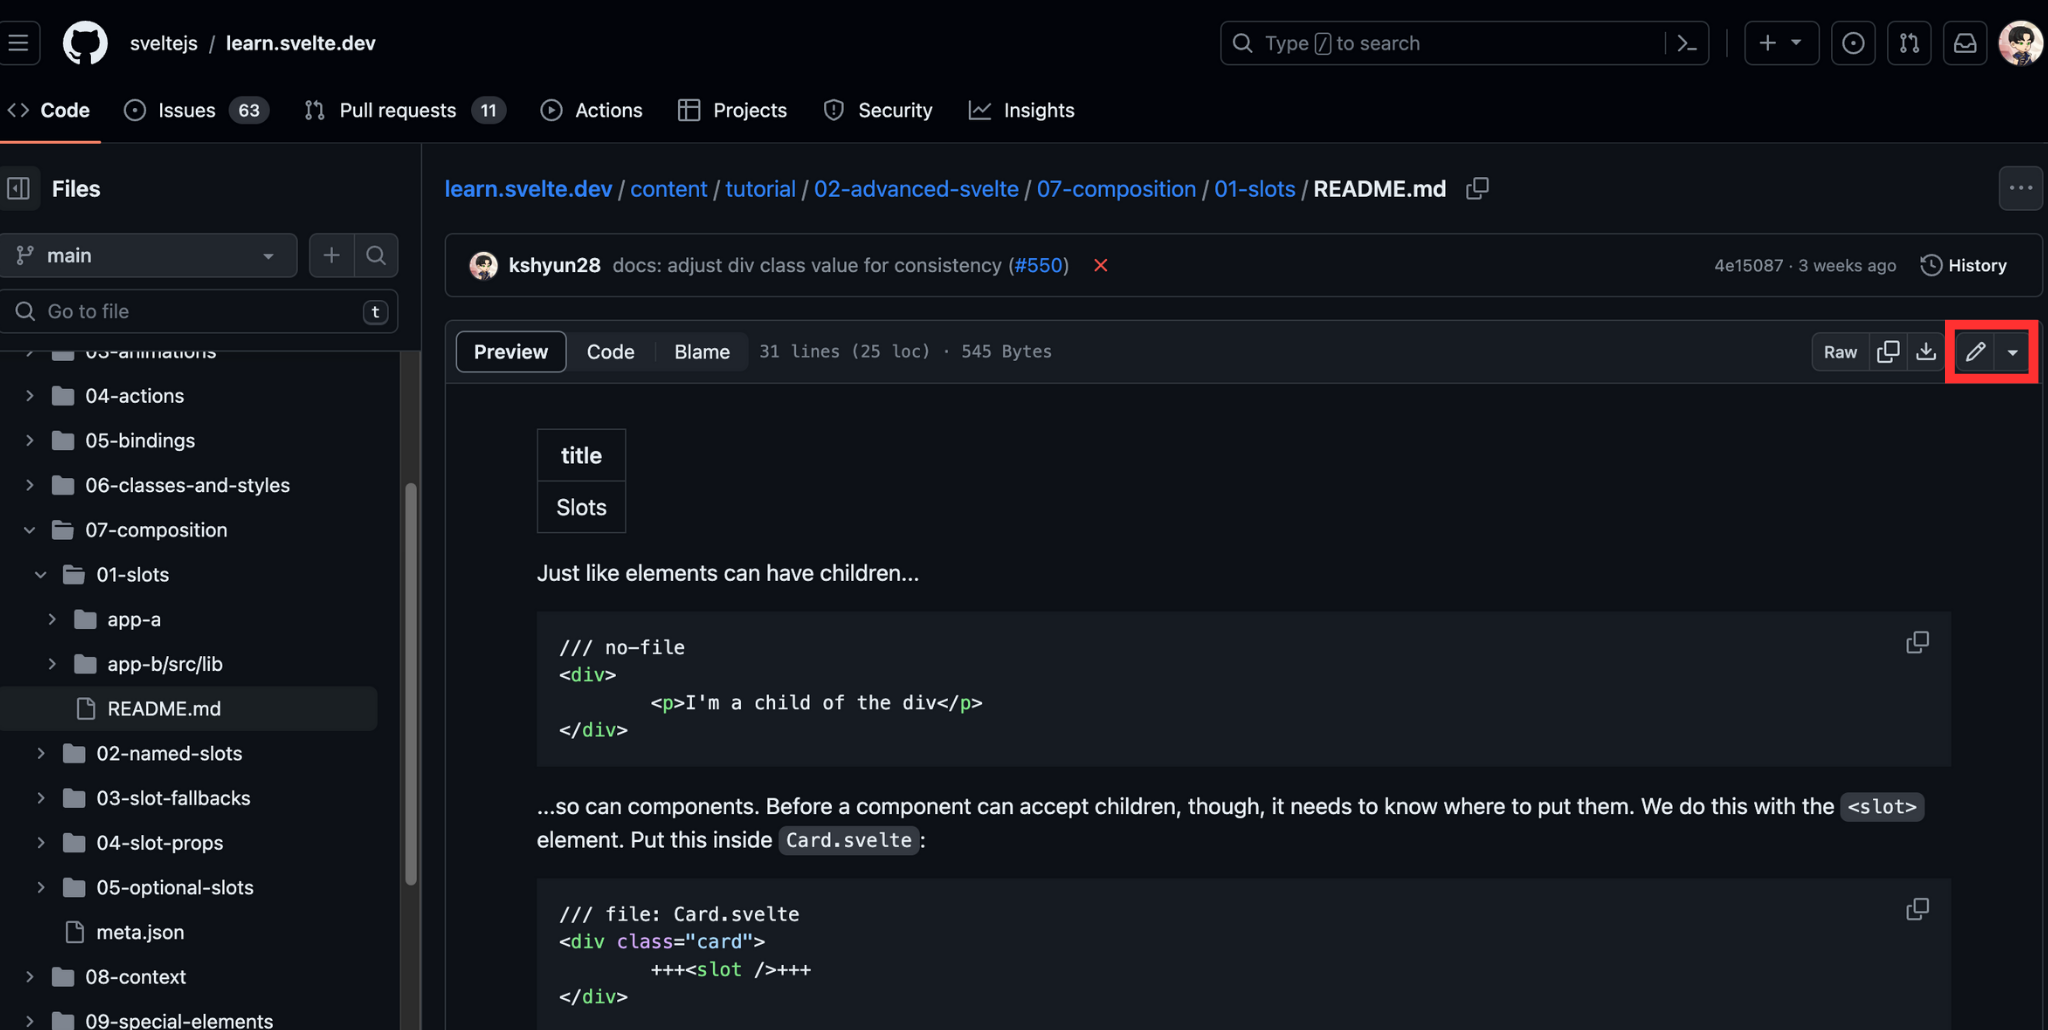 sveltejs / learn.svelte.dev
Type / to search
Code
Issues 63
Pull requests 11
Actions
Projects
Security
Insights
Files
main
Go to file
t
03-animations
04-actions
05-bindings
06-classes-and-styles
07-composition
01-slots
app-a
app-b/src/lib
README.md
02-named-slots
03-slot-fallbacks
04-slot-props
05-optional-slots
meta.json
08-context
09-special-elements
learn.svelte.dev / content / tutorial / 02-advanced-svelte / 07-composition / 01-slots / README.md
kshyun28 docs: adjust div class value for consistency (#550)
4e15087 · 3 weeks ago
History
Preview
Code
Blame
31 lines (25 loc) · 545 Bytes
Raw
title
Slots
Just like elements can have children...
/// no-file
<div>
<p>I'm a child of the div</p>
</div>
...so can components. Before a component can accept children, though, it needs to know where to put them. We do this with the <slot>
element. Put this inside Card.svelte:
/// file: Card.svelte
<div class="card">
+++<slot />+++
</div>